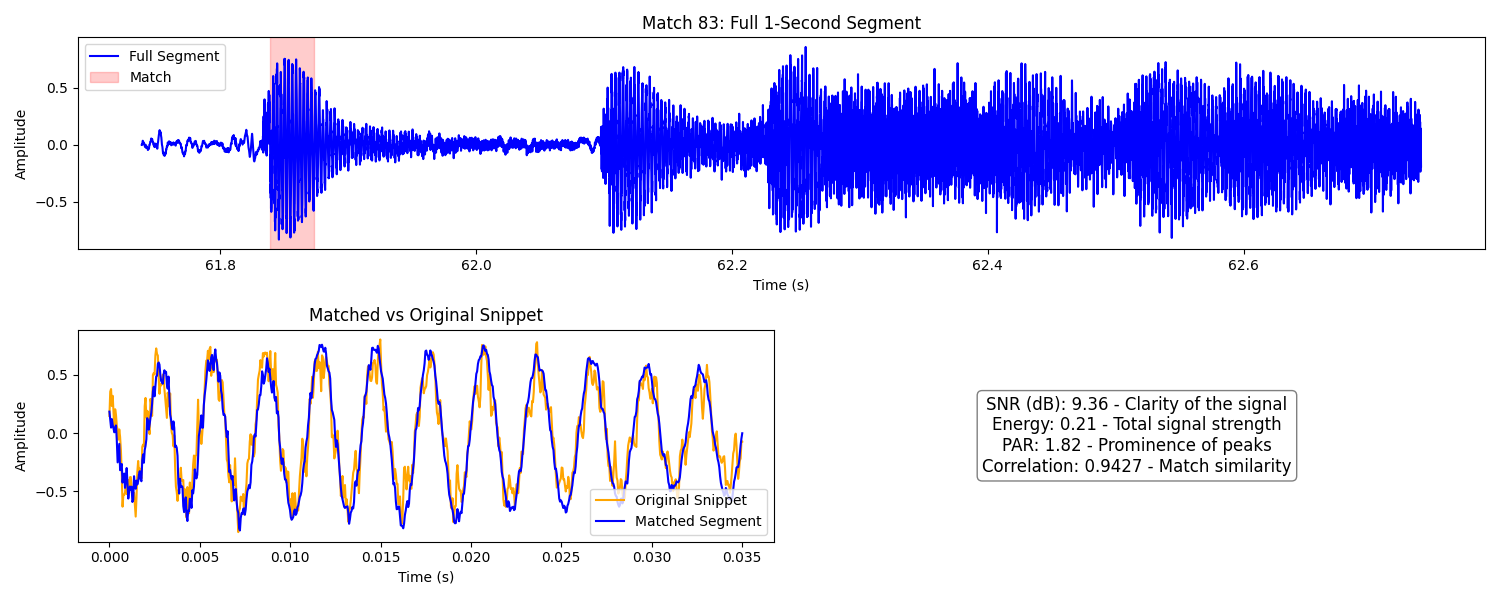 Match 83: Full 1-Second Segment
Full Segment
Match
Amplitude
0.5
0.0
−0.5
61.8
62.0
62.2
62.4
62.6
Time (s)
Matched vs Original Snippet
Amplitude
0.5
0.0
−0.5
Original Snippet
Matched Segment
0.000
0.005
0.010
0.015
0.020
0.025
0.030
0.035
Time (s)
SNR (dB): 9.36 - Clarity of the signal
Energy: 0.21 - Total signal strength
PAR: 1.82 - Prominence of peaks
Correlation: 0.9427 - Match similarity